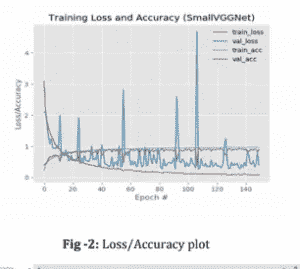 Training Loss and Accuracy (SmallVGGNet)
train_loss
val_loss
train_acc
val_acc
4
3
2
1
0
Loss/Accuracy
0 20 40 60 80 100 120 140
Epoch #
Fig -2: Loss/Accuracy plot